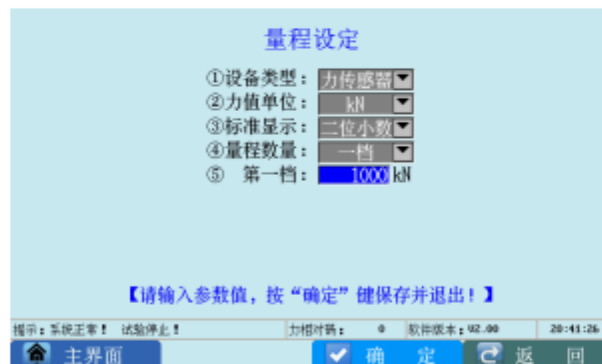 量程设定
①设备类型： 力传感器
②力值单位： kN
③标准显示： 二位小数
④量程数量： 一档
⑤ 第一档： 1000 kN
【请输入参数值，按“确定”键保存并退出！】
提示：系统正常！ 试验停止！ 力相对码： 0 软件版本：V2.00 20:41:26
主界面 确 定 返 回